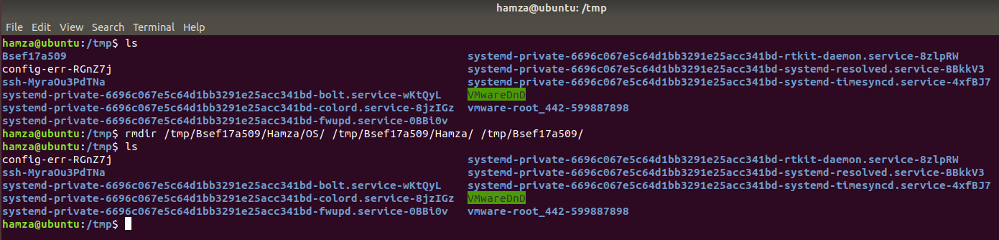 hamza@ubuntu: /tmp
File Edit View Search Terminal Help
hamza@ubuntu:/tmp$ ls
Bsef17a509 systemd-private-6696c067e5c64d1bb3291e25acc341bd-rtkit-daemon.service-8zlpRW
config-err-RGnZ7j systemd-private-6696c067e5c64d1bb3291e25acc341bd-systemd-resolved.service-BBkkV3
ssh-MyraOu3PdTNa systemd-private-6696c067e5c64d1bb3291e25acc341bd-systemd-timesyncd.service-4xfBJ7
systemd-private-6696c067e5c64d1bb3291e25acc341bd-bolt.service-wKtQyL VMwareDnD
systemd-private-6696c067e5c64d1bb3291e25acc341bd-colord.service-8jzIGz vmware-root_442-599887898
systemd-private-6696c067e5c64d1bb3291e25acc341bd-fwupd.service-0BBi0v
hamza@ubuntu:/tmp$ rmdir /tmp/Bsef17a509/Hamza/OS/ /tmp/Bsef17a509/Hamza/ /tmp/Bsef17a509/
hamza@ubuntu:/tmp$ ls
config-err-RGnZ7j systemd-private-6696c067e5c64d1bb3291e25acc341bd-rtkit-daemon.service-8zlpRW
ssh-MyraOu3PdTNa systemd-private-6696c067e5c64d1bb3291e25acc341bd-systemd-resolved.service-BBkkV3
systemd-private-6696c067e5c64d1bb3291e25acc341bd-bolt.service-wKtQyL systemd-private-6696c067e5c64d1bb3291e25acc341bd-systemd-timesyncd.service-4xfBJ7
systemd-private-6696c067e5c64d1bb3291e25acc341bd-colord.service-8jzIGz VMwareDnD
systemd-private-6696c067e5c64d1bb3291e25acc341bd-fwupd.service-0BBi0v vmware-root_442-599887898
hamza@ubuntu:/tmp$